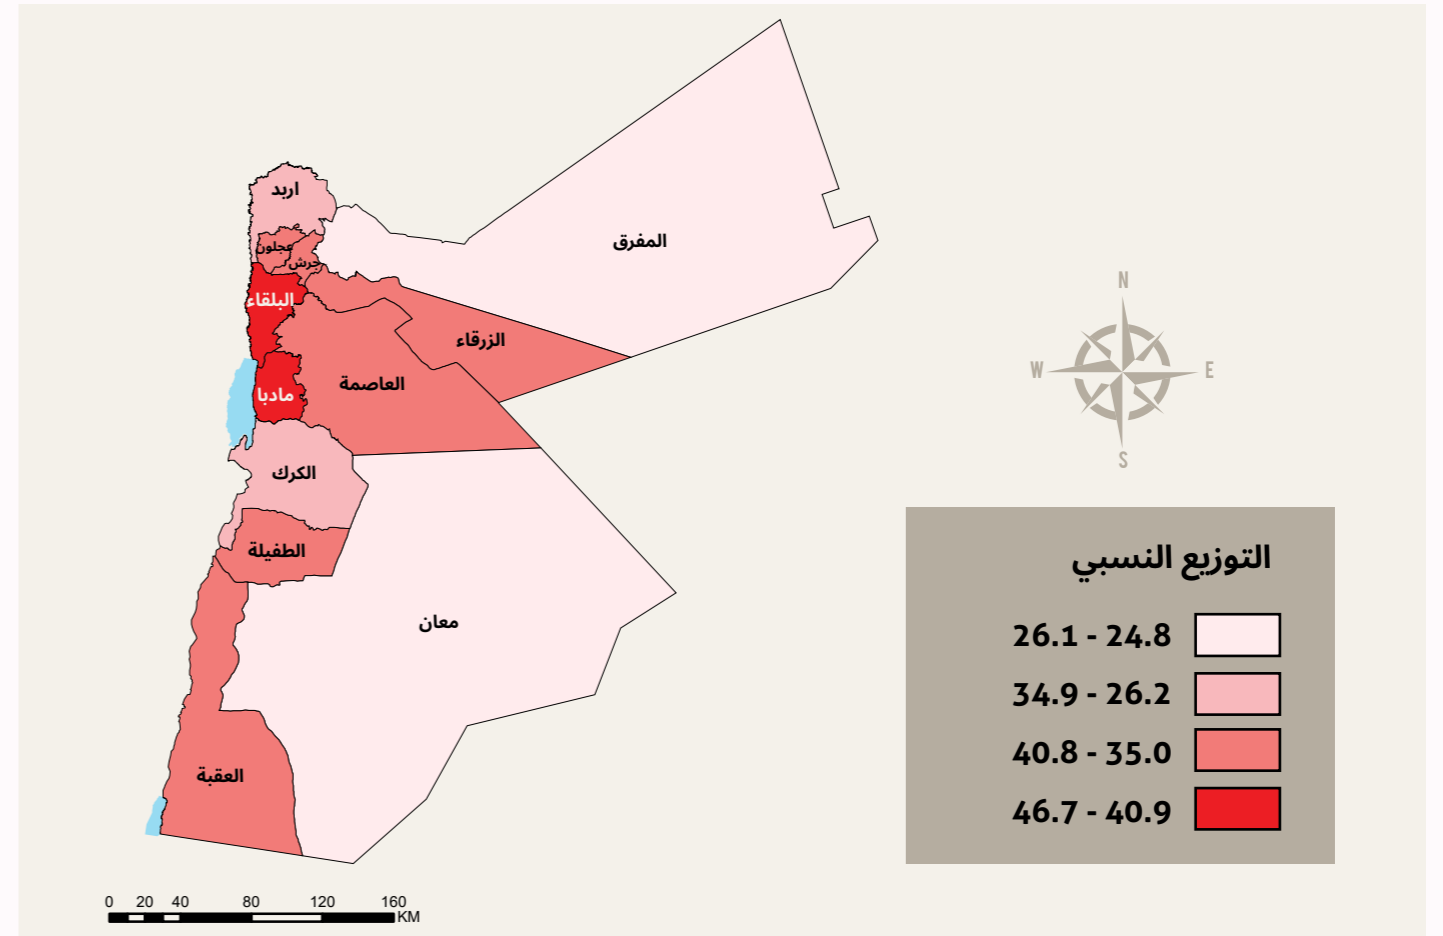 اربد
المفرق
عجلون
جرش
البلقاء
الزرقاء
العاصمة
مادبا
الكرك
الطفيلة
معان
العقبة
N
W
E
S
التوزيع النسبي
26.1 - 24.8
34.9 - 26.2
40.8 - 35.0
46.7 - 40.9
0 20 40 80 120 160
KM